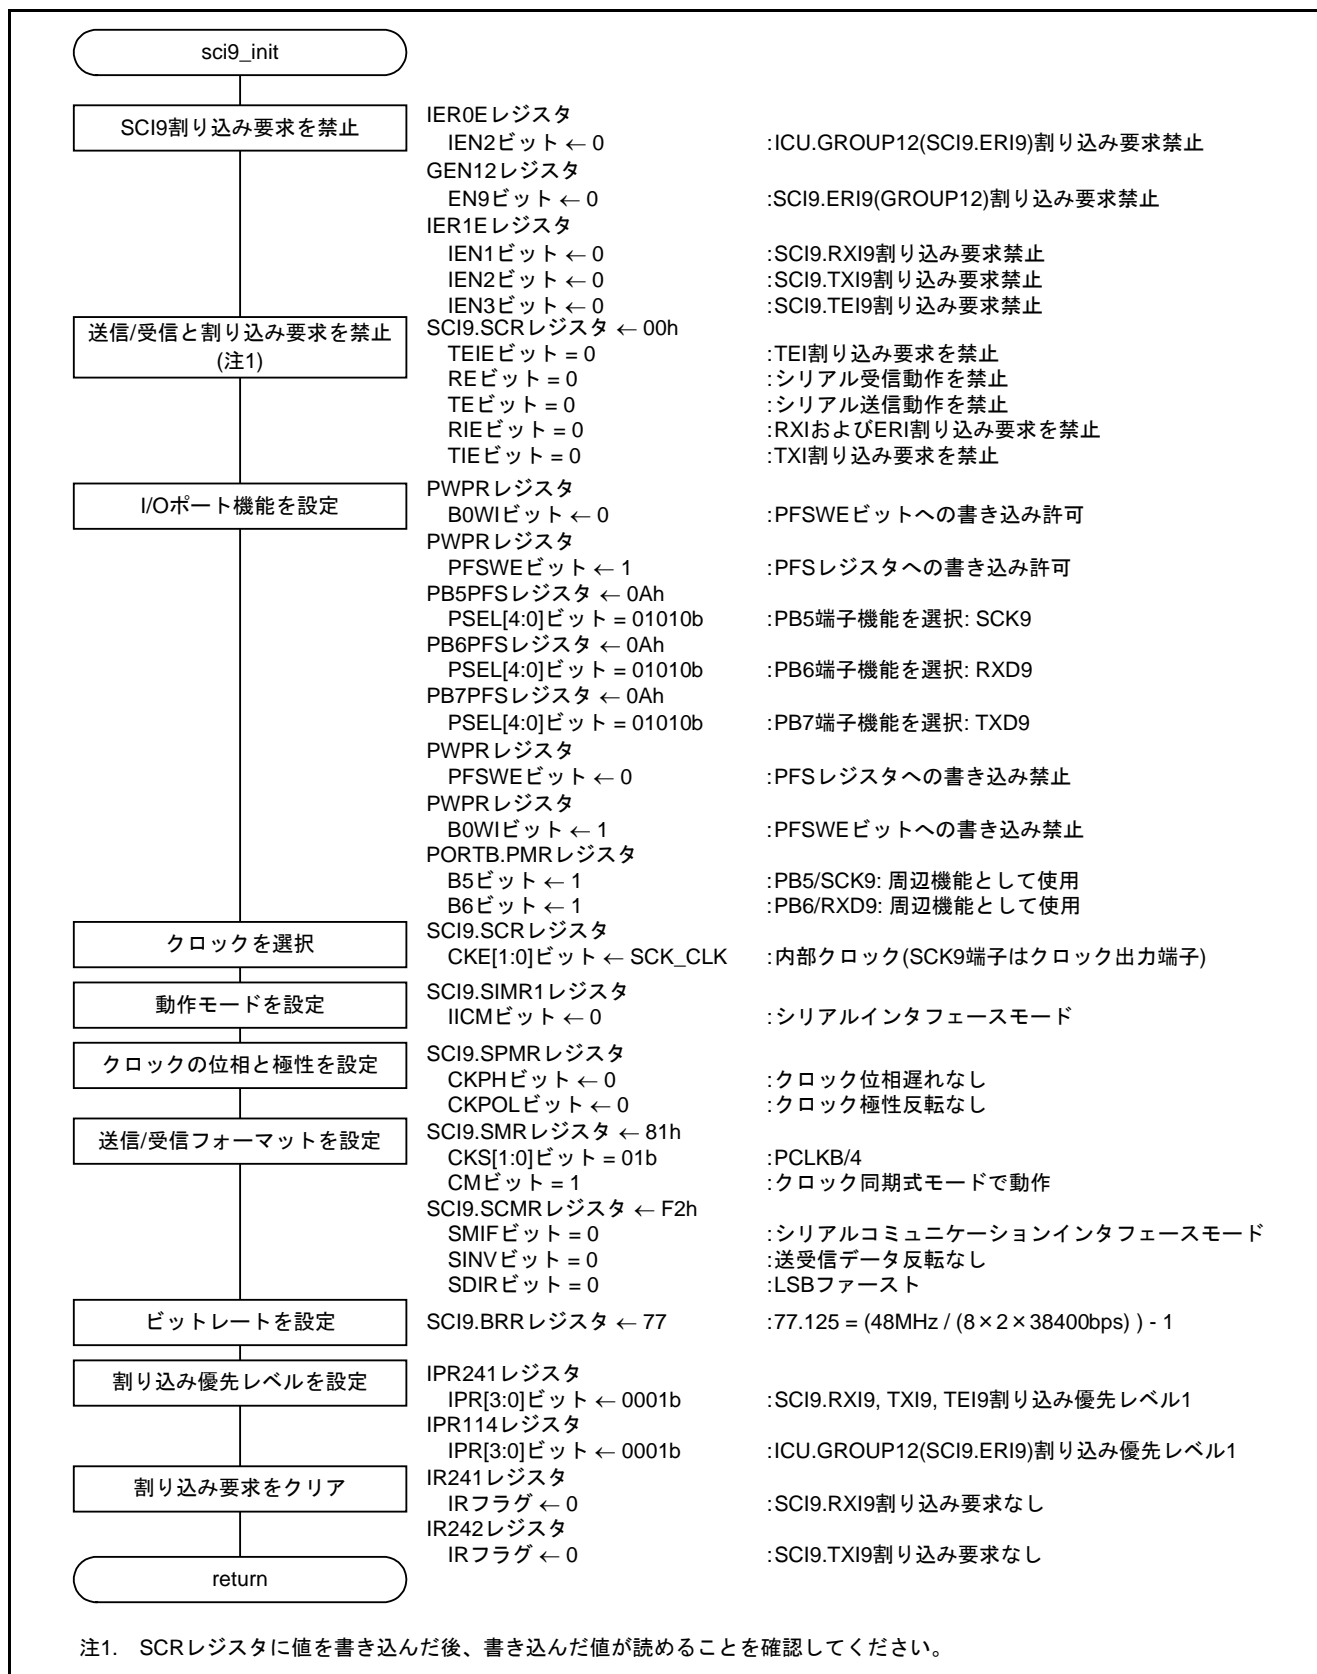 sci9_init
SCI9割り込み要求を禁止
IER0Eレジスタ
IEN2ビット ← 0 :ICU.GROUP12(SCI9.ERI9)割り込み要求禁止
GEN12レジスタ
EN9ビット ← 0 :SCI9.ERI9(GROUP12)割り込み要求禁止
IER1Eレジスタ
IEN1ビット ← 0 :SCI9.RXI9割り込み要求禁止
IEN2ビット ← 0 :SCI9.TXI9割り込み要求禁止
IEN3ビット ← 0 :SCI9.TEI9割り込み要求禁止
送信/受信と割り込み要求を禁止
(注1)
SCI9.SCRレジスタ ← 00h
TEIEビット = 0 :TEI割り込み要求を禁止
REビット = 0 :シリアル受信動作を禁止
TEビット = 0 :シリアル送信動作を禁止
RIEビット = 0 :RXIおよびERI割り込み要求を禁止
TIEビット = 0 :TXI割り込み要求を禁止
I/Oポート機能を設定
PWPRレジスタ
B0WIビット ← 0 :PFSWEビットへの書き込み許可
PWPRレジスタ
PFSWEビット ← 1 :PFSレジスタへの書き込み許可
PB5PFSレジスタ ← 0Ah
PSEL[4:0]ビット = 01010b :PB5端子機能を選択: SCK9
PB6PFSレジスタ ← 0Ah
PSEL[4:0]ビット = 01010b :PB6端子機能を選択: RXD9
PB7PFSレジスタ ← 0Ah
PSEL[4:0]ビット = 01010b :PB7端子機能を選択: TXD9
PWPRレジスタ
PFSWEビット ← 0 :PFSレジスタへの書き込み禁止
PWPRレジスタ
B0WIビット ← 1 :PFSWEビットへの書き込み禁止
PORTB.PMRレジスタ
B5ビット ← 1 :PB5/SCK9: 周辺機能として使用
B6ビット ← 1 :PB6/RXD9: 周辺機能として使用
クロックを選択
SCI9.SCRレジスタ
CKE[1:0]ビット ← SCK_CLK :内部クロック(SCK9端子はクロック出力端子)
動作モードを設定
SCI9.SIMR1レジスタ
IICMビット ← 0 :シリアルインタフェースモード
クロックの位相と極性を設定
SCI9.SPMRレジスタ
CKPHビット ← 0 :クロック位相遅れなし
CKPOLビット ← 0 :クロック極性反転なし
送信/受信フォーマットを設定
SCI9.SMRレジスタ ← 81h
CKS[1:0]ビット = 01b :PCLKB/4
CMビット = 1 :クロック同期式モードで動作
SCI9.SCMRレジスタ ← F2h
SMIFビット = 0 :シリアルコミュニケーションインタフェースモード
SINVビット = 0 :送受信データ反転なし
SDIRビット = 0 :LSBファースト
ビットレートを設定
SCI9.BRRレジスタ ← 77 :77.125 = (48MHz / (8×2×38400bps) ) - 1
割り込み優先レベルを設定
IPR241レジスタ
IPR[3:0]ビット ← 0001b :SCI9.RXI9, TXI9, TEI9割り込み優先レベル1
IPR114レジスタ
IPR[3:0]ビット ← 0001b :ICU.GROUP12(SCI9.ERI9)割り込み優先レベル1
割り込み要求をクリア
IR241レジスタ
IRフラグ ← 0 :SCI9.RXI9割り込み要求なし
IR242レジスタ
IRフラグ ← 0 :SCI9.TXI9割り込み要求なし
return
注1. SCRレジスタに値を書き込んだ後、書き込んだ値が読めることを確認してください。